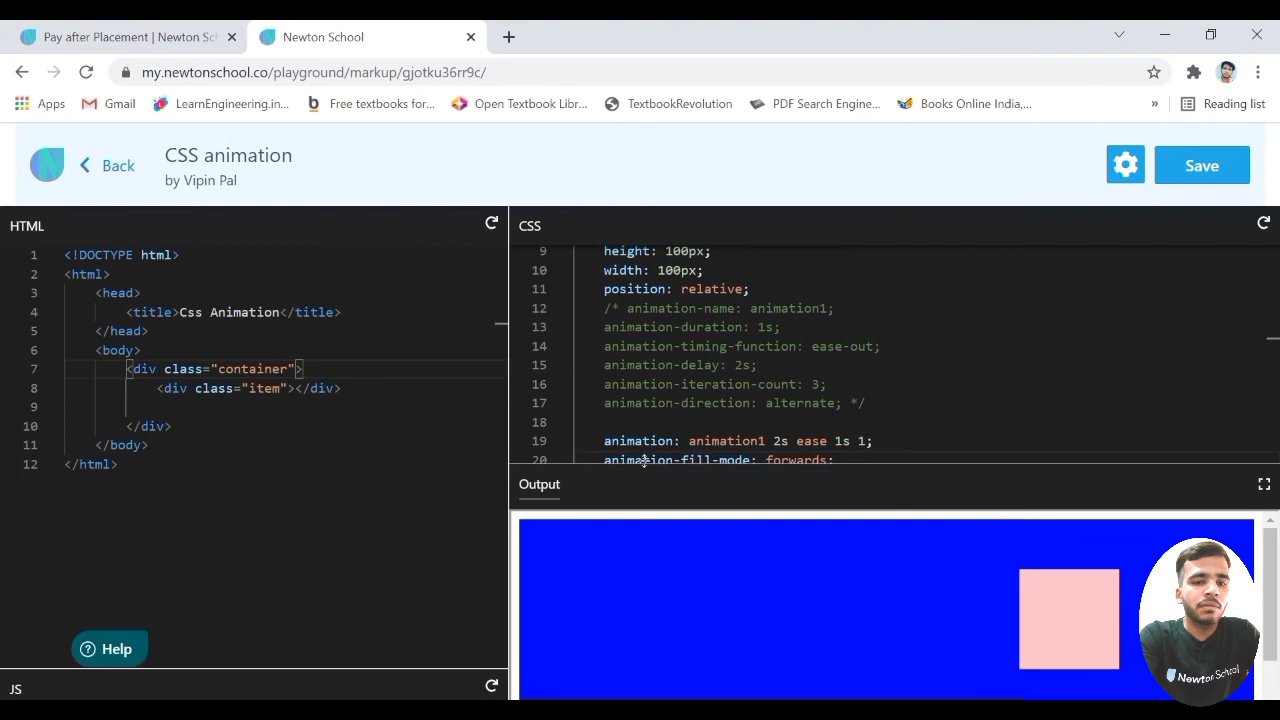 Pay after Placement | Newton Sc
Newton School
my.newtonschool.co/playground/markup/gjotku36rr9c/
Apps
Gmail
LearnEngineering.in...
Free textbooks for...
Open Textbook Libr...
TextbookRevolution
PDF Search Engine...
Books Online India,...
»
Reading list
Back
CSS animation
by Vipin Pal
Save
HTML
1 <!DOCTYPE html>
2 <html>
3 <head>
4 <title>Css Animation</title>
5 </head>
6 <body>
7 <div class="container">
8 <div class="item"></div>
9
10 </div>
11 </body>
12 </html>
Help
JS
CSS
9 height: 100px;
10 width: 100px;
11 position: relative;
12 /* animation-name: animation1;
13 animation-duration: 1s;
14 animation-timing-function: ease-out;
15 animation-delay: 2s;
16 animation-iteration-count: 3;
17 animation-direction: alternate; */
18
19 animation: animation1 2s ease 1s 1;
20 animation-fill-mode: forwards;
Output
Newton School